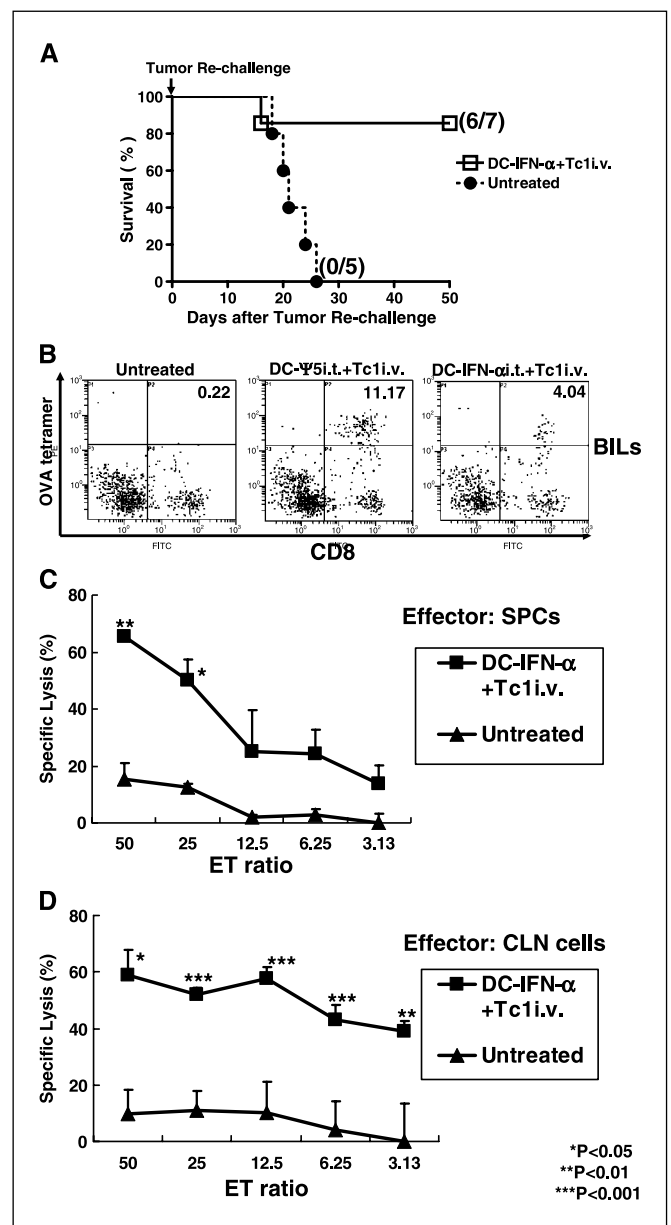 A
Tumor Re-challenge
100
80
60
40
20
0
Survival (%)
0 10 20 30 40 50
Days after Tumor Re-challenge
(6/7)
(0/5)
DC-IFN-α+Tc1i.v.
Untreated
B
Untreated DC-Ψ5i.t.+Tc1i.v. DC-IFN-αi.t.+Tc1i.v.
0.22 11.17 4.04
OVA tetramer
BILs
FITC FITC FITC
CD8
C
Effector: SPCs
80
60
40
20
0
Specific Lysis (%)
** *
50 25 12.5 6.25 3.13
ET ratio
DC-IFN-α
+Tc1i.v.
Untreated
D
Effector: CLN cells
80
60
40
20
0
Specific Lysis (%)
* *** *** *** **
50 25 12.5 6.25 3.13
ET ratio
DC-IFN-α
+Tc1i.v.
Untreated
*P<0.05
**P<0.01
***P<0.001